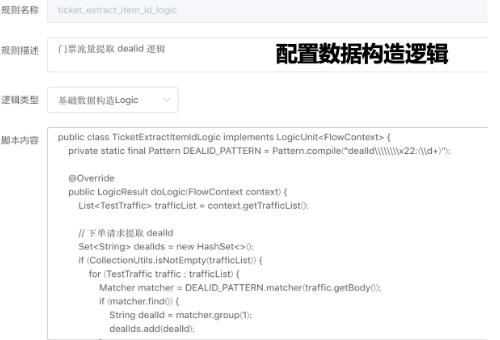 规则名称 ticket_extract_item_id_logic
规则描述 门票流量提取 dealid 逻辑
配置数据构造逻辑
逻辑类型 基础数据构造Logic
脚本内容
public class TicketExtractItemIdLogic implements LogicUnit<FlowContext> {
private static final Pattern DEALID_PATTERN = Pattern.compile("dealId\\\\\\\\x22:(\\d+)");
@Override
public LogicResult doLogic(FlowContext context) {
List<TestTraffic> trafficList = context.getTrafficList();
// 下单请求提取 dealId
Set<String> dealIds = new HashSet<>();
if (CollectionUtils.isNotEmpty(trafficList)) {
for (TestTraffic traffic : trafficList) {
Matcher matcher = DEALID_PATTERN.matcher(traffic.getBody());
if (matcher.find()) {
String dealId = matcher.group(1);
dealIds.add(dealId);